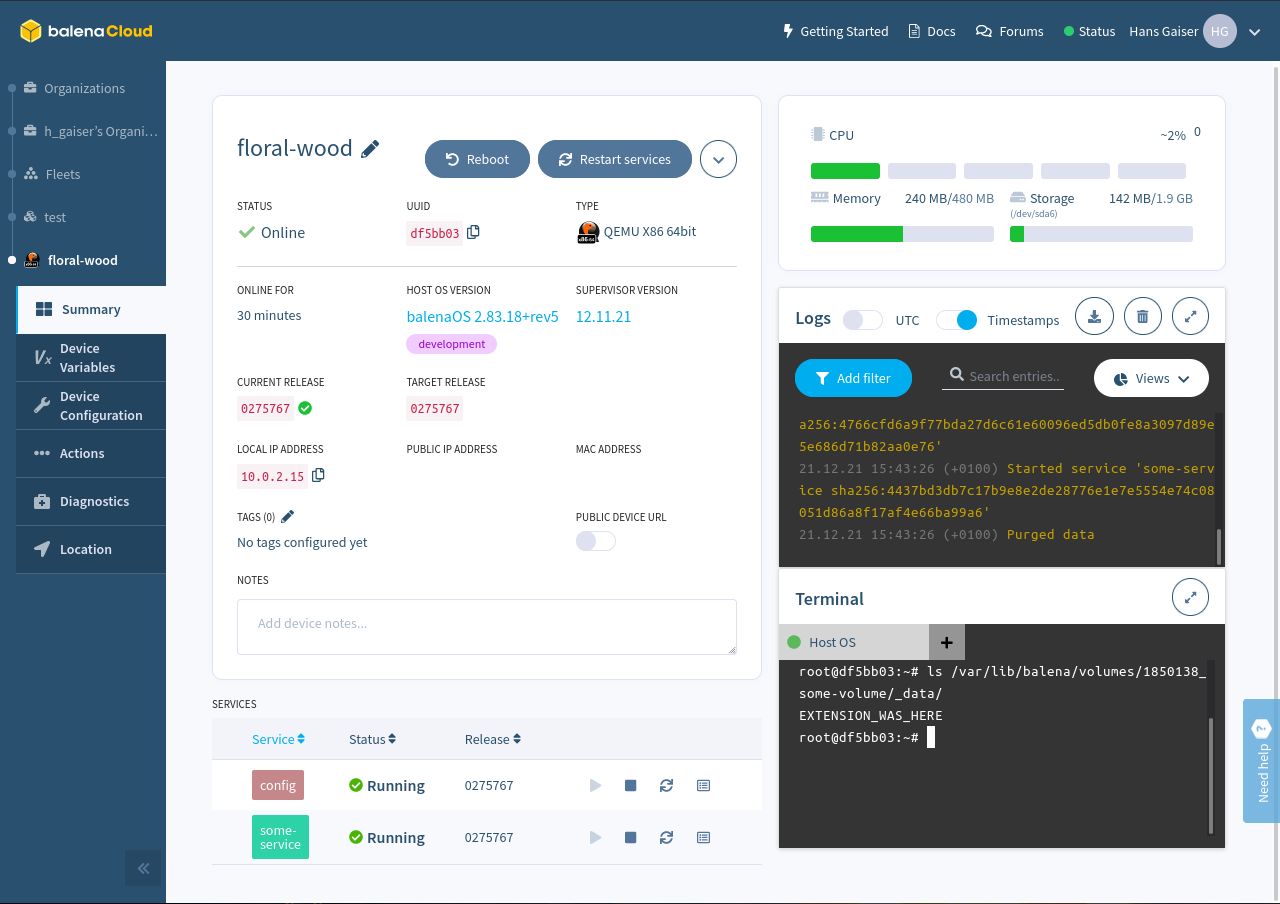 balenaCloud
Getting Started
Docs
Forums
Status
Hans Gaiser
HG
Organizations
h_gaiser's Organi...
Fleets
test
floral-wood
Summary
Device
Variables
Device
Configuration
Actions
Diagnostics
Location
floral-wood
Reboot
Restart services
STATUS
UUID
TYPE
Online
df5bb03
QEMU X86 64bit
ONLINE FOR
HOST OS VERSION
SUPERVISOR VERSION
30 minutes
balenaOS 2.83.18+rev5
12.11.21
development
CURRENT RELEASE
TARGET RELEASE
0275767
0275767
LOCAL IP ADDRESS
PUBLIC IP ADDRESS
MAC ADDRESS
10.0.2.15
TAGS (0)
PUBLIC DEVICE URL
No tags configured yet
NOTES
Add device notes...
SERVICES
Service
Status
Release
config
Running
0275767
some-
service
Running
0275767
CPU
~2%
0
Memory
240 MB/480 MB
Storage
142 MB/1.9 GB
(/dev/sda6)
Logs
UTC
Timestamps
Add filter
Search entries..
Views
a256:4766cfd6a9f77bda27d6c61e60096ed5db0fe8a3097d89e
5e686d71b82aa0e76'
21.12.21 15:43:26 (+0100) Started service 'some-serv
ice sha256:4437bd3db7c17b9e8e2de28776e1e7e5554e74c08
051d86a8f17af4e66ba99a6'
21.12.21 15:43:26 (+0100) Purged data
Terminal
Host OS
root@df5bb03:~# ls /var/lib/balena/volumes/1850138_
some-volume/_data/
EXTENSION_WAS_HERE
root@df5bb03:~#
Need help